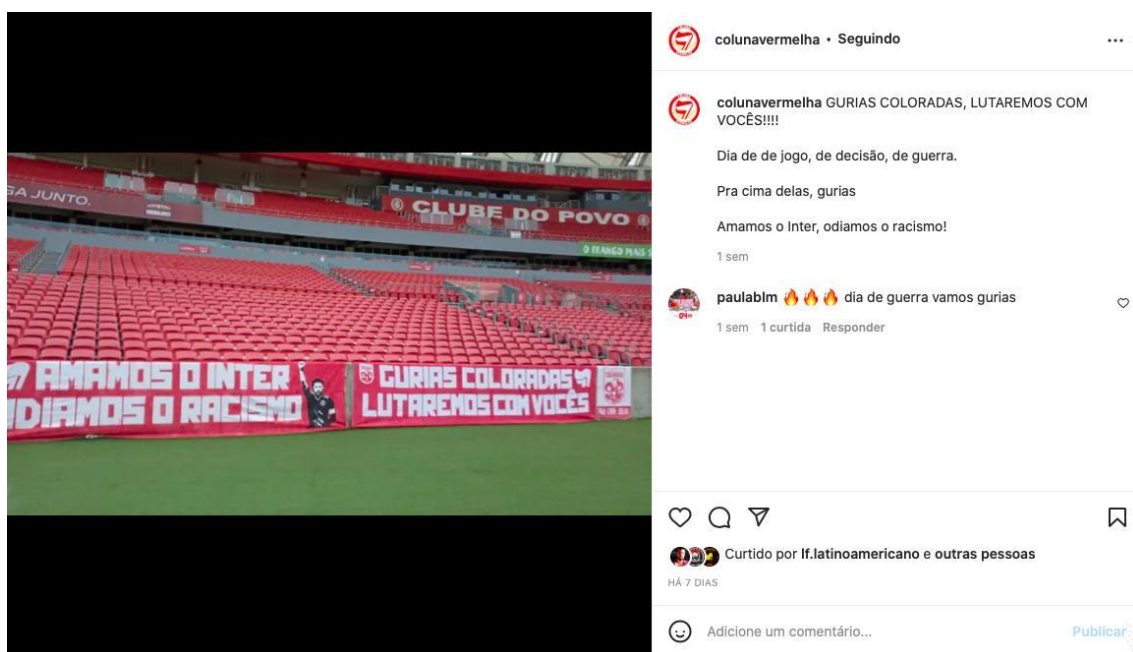 GA JUNTO.
CLUBE DO POVO
O FRANGO MAIS
AMAMOS O INTER
ODIAMOS O RACISMO
GURIAS COLORADAS
LUTAREMOS COM VOCÊS
colunavermelha • Seguindo
colunavermelha GURIAS COLORADAS, LUTAREMOS COM
VOCÊS!!!!
Dia de de jogo, de decisão, de guerra.
Pra cima delas, gurias
Amamos o Inter, odiamos o racismo!
1 sem
paulablm 🔥🔥🔥 dia de guerra vamos gurias
1 sem 1 curtida Responder
Curtido por lf.latinoamericano e outras pessoas
HÁ 7 DIAS
Adicione um comentário... Publicar